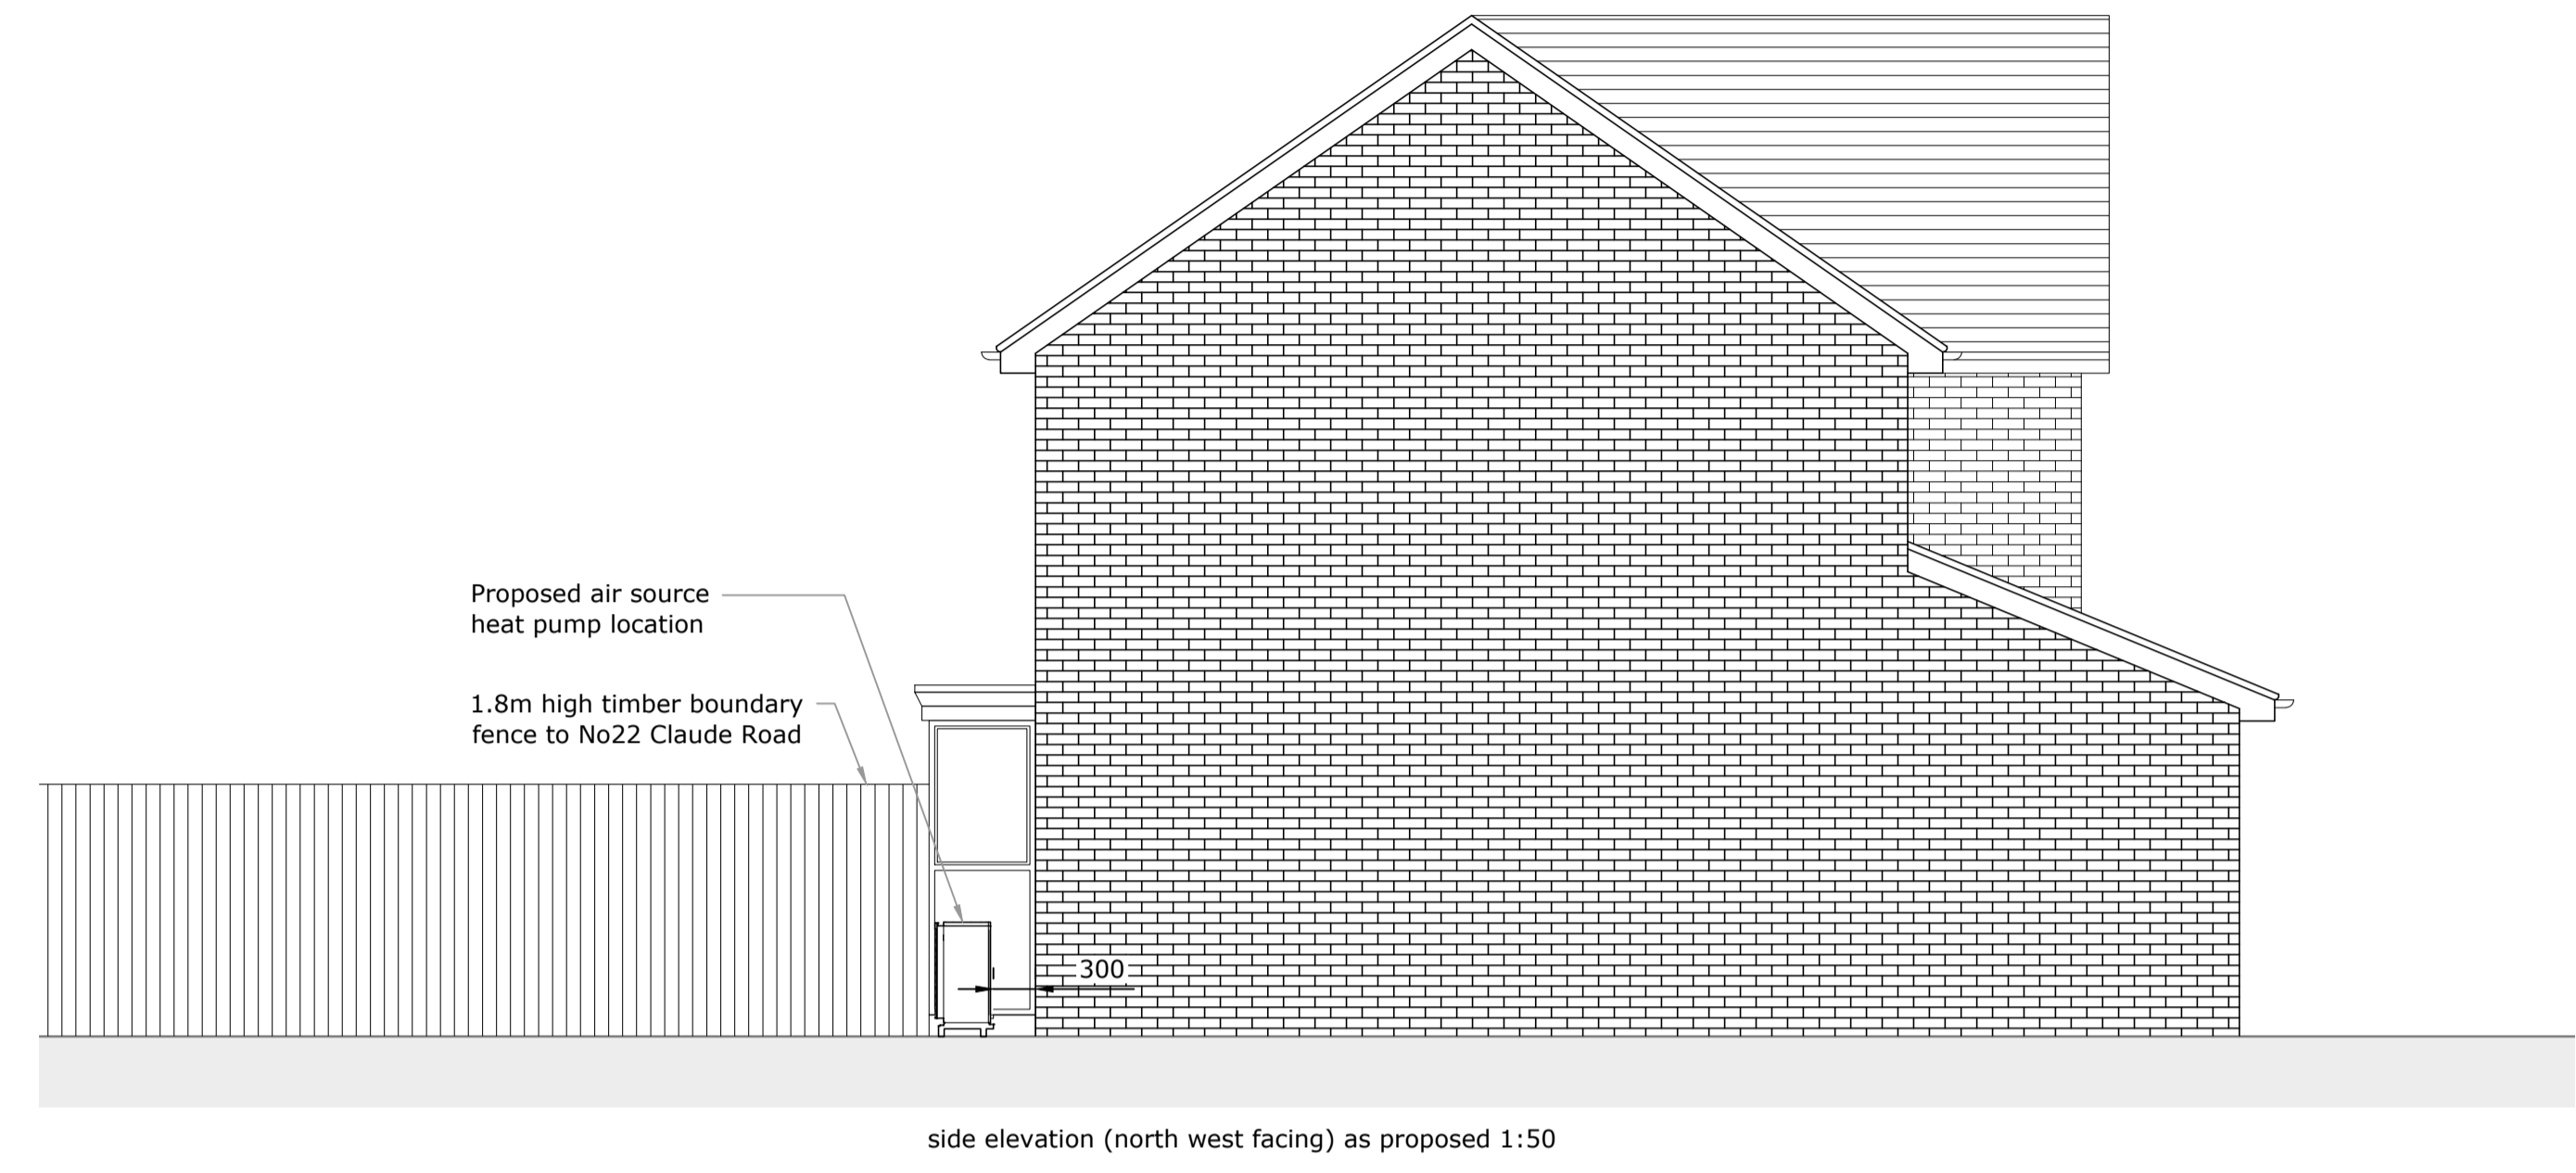 Proposed air source
heat pump location
1.8m high timber boundary
fence to No22 Claude Road
300
side elevation (north west facing) as proposed 1:50